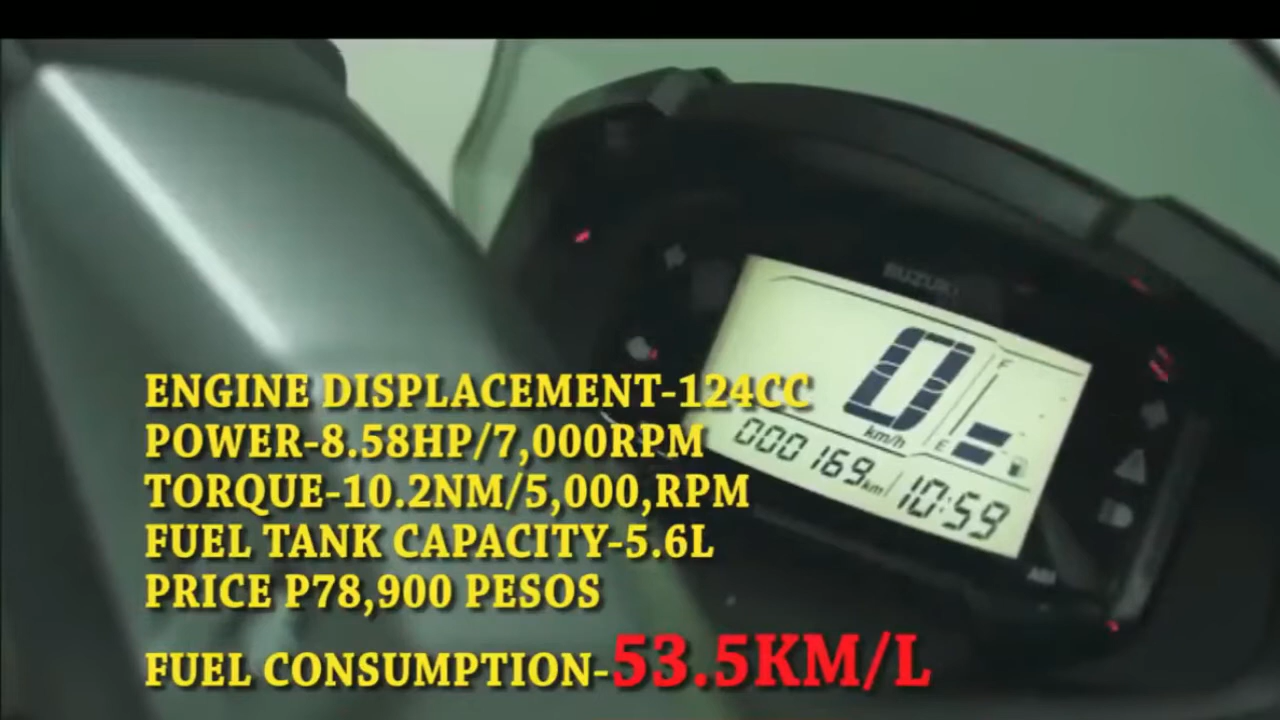 SUZUKI
0
F
km/h
E
000169km 10:59
ENGINE DISPLACEMENT-124CC
POWER-8.58HP/7,000RPM
TORQUE-10.2NM/5,000,RPM
FUEL TANK CAPACITY-5.6L
PRICE P78,900 PESOS
FUEL CONSUMPTION-53.5KM/L